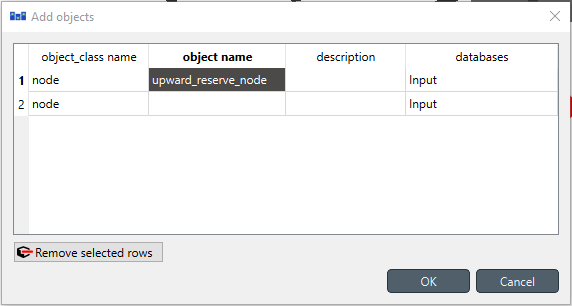 Add objects
object_class name object name description databases
1 node upward_reserve_node Input
2 node Input
Remove selected rows
OK Cancel